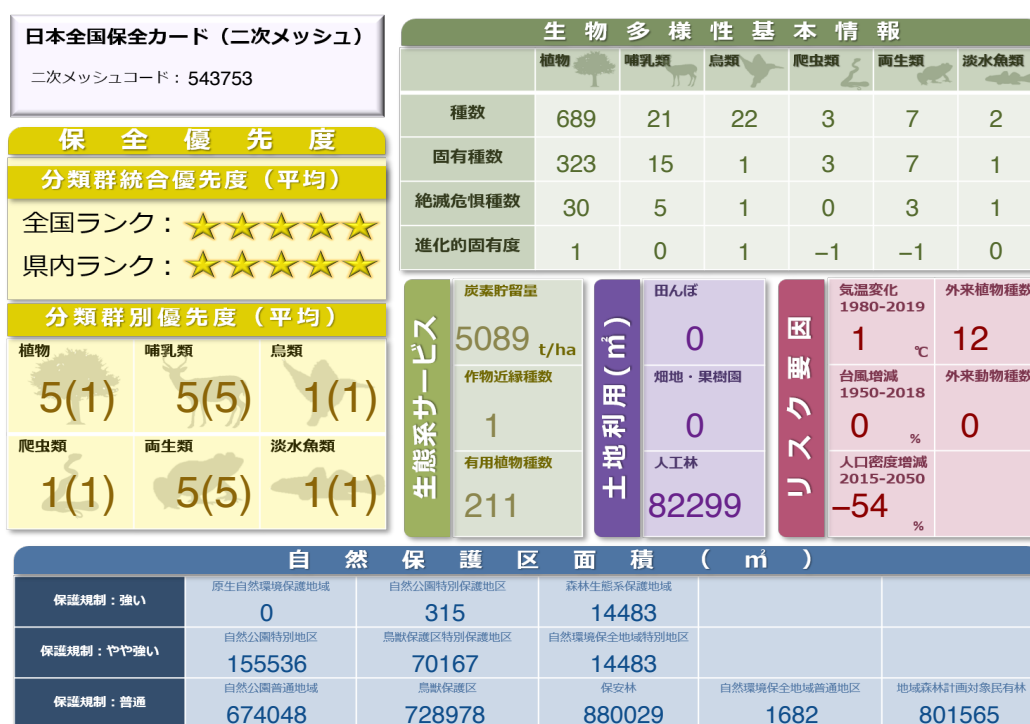 日本全国保全カード（二次メッシュ）
二次メッシュコード： 543753
保全優先度
分類群統合優先度（平均）
全国ランク：
県内ランク：
分類群別優先度（平均）
植物 哺乳類 鳥類
5(1) 5(5) 1(1)
爬虫類 両生類 淡水魚類
1(1) 5(5) 1(1)
生物多様性基本情報
植物 哺乳類 鳥類 爬虫類 両生類 淡水魚類
種数 689 21 22 3 7 2
固有種数 323 15 1 3 7 1
絶滅危惧種数 30 5 1 0 3 1
進化的固有度 1 0 1 −1 −1 0
生態系サービス
炭素貯留量
5089 t/ha
作物近縁種数
1
有用植物種数
211
土地利用(㎡)
田んぼ
0
畑地・果樹園
0
人工林
82299
リスク要因
気温変化
1980-2019
1 ℃
外来植物種数
12
台風増減
1950-2018
0 %
外来動物種数
0
人口密度増減
2015-2050
−54 %
自然保護区面積(㎡)
原生自然環境保護地域 自然公園特別保護地区 森林生態系保護地域
保護規制：強い 0 315 14483
自然公園特別地区 鳥獣保護区特別保護地区 自然環境保全地域特別地区
保護規制：やや強い 155536 70167 14483
自然公園普通地域 鳥獣保護区 保安林 自然環境保全地域普通地区 地域森林計画対象民有林
保護規制：普通 674048 728978 880029 1682 801565